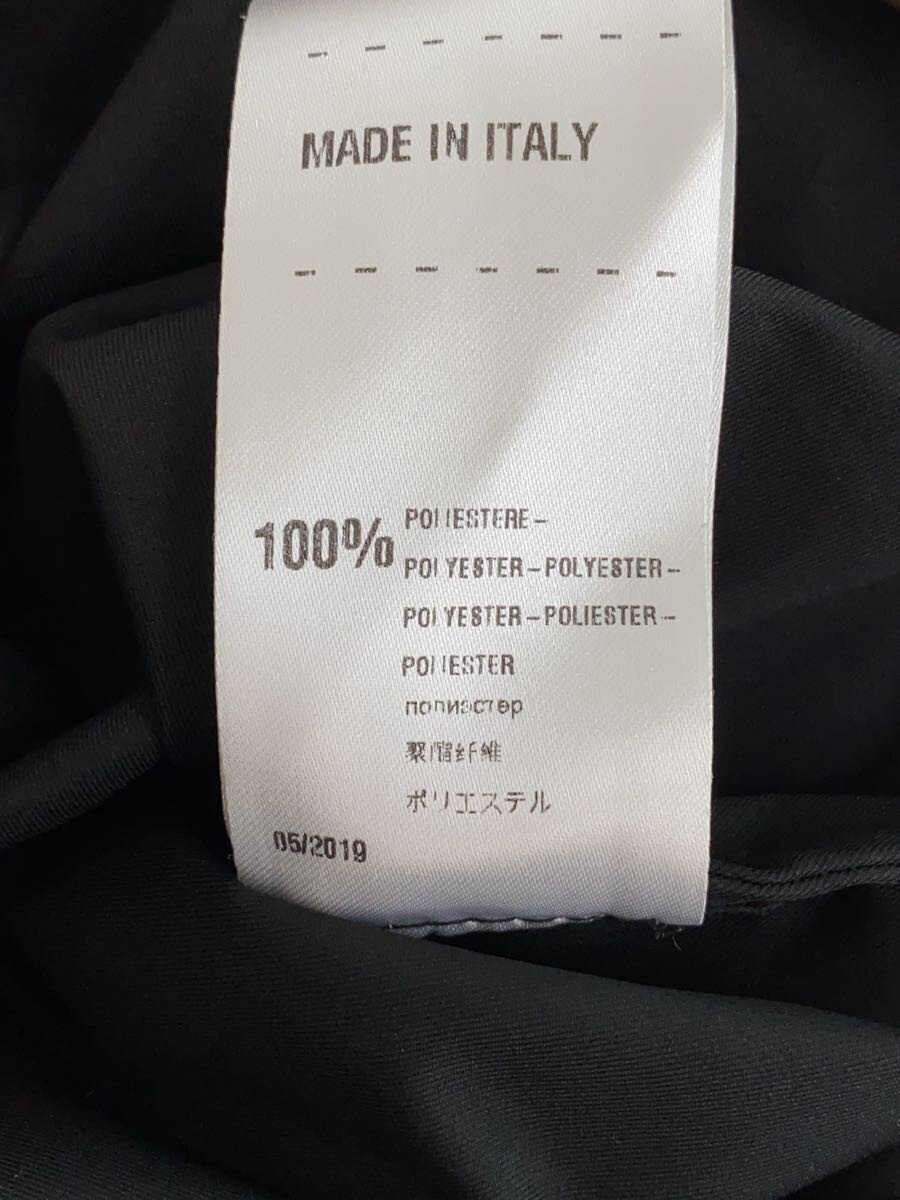 MADE IN ITALY
100% POLIESTERE-
POLYESTER-POLYESTER-
POLYESTER-POLIESTER-
POLIESTER
полиэстер
聚酯纤维
ポリエステル
05/2019